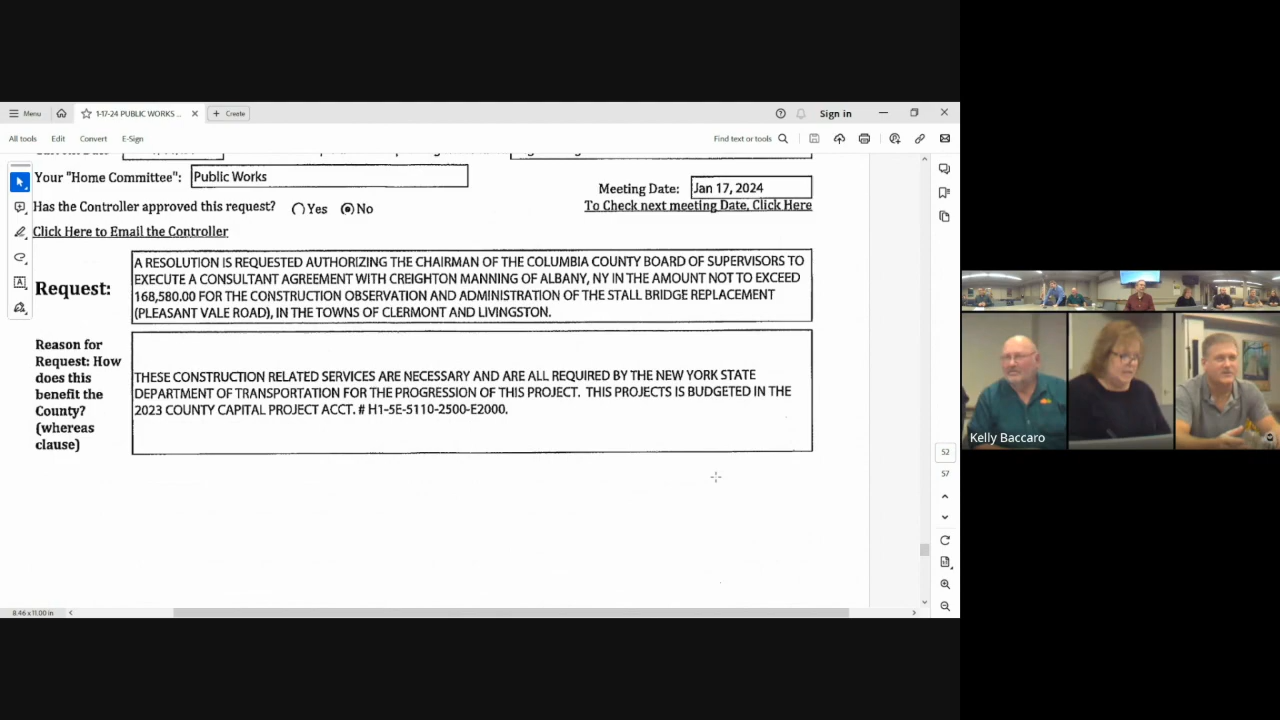 Menu
1-17-24 PUBLIC WORKS ...
Create
Sign in
All tools
Edit
Convert
E-Sign
Find text or tools
Your "Home Committee":
Public Works
Meeting Date:
Jan 17, 2024
Has the Controller approved this request?
Yes
No
To Check next meeting Date, Click Here
Click Here to Email the Controller
Request:
A RESOLUTION IS REQUESTED AUTHORIZING THE CHAIRMAN OF THE COLUMBIA COUNTY BOARD OF SUPERVISORS TO
EXECUTE A CONSULTANT AGREEMENT WITH CREIGHTON MANNING OF ALBANY, NY IN THE AMOUNT NOT TO EXCEED
168,580.00 FOR THE CONSTRUCTION OBSERVATION AND ADMINISTRATION OF THE STALL BRIDGE REPLACEMENT
(PLEASANT VALE ROAD), IN THE TOWNS OF CLERMONT AND LIVINGSTON.
Reason for
Request: How
does this
benefit the
County?
(whereas
clause)
THESE CONSTRUCTION RELATED SERVICES ARE NECESSARY AND ARE ALL REQUIRED BY THE NEW YORK STATE
DEPARTMENT OF TRANSPORTATION FOR THE PROGRESSION OF THIS PROJECT. THIS PROJECTS IS BUDGETED IN THE
2023 COUNTY CAPITAL PROJECT ACCT. # H1-5E-5110-2500-E2000.
52
57
8.46 x 11.00 in
Kelly Baccaro